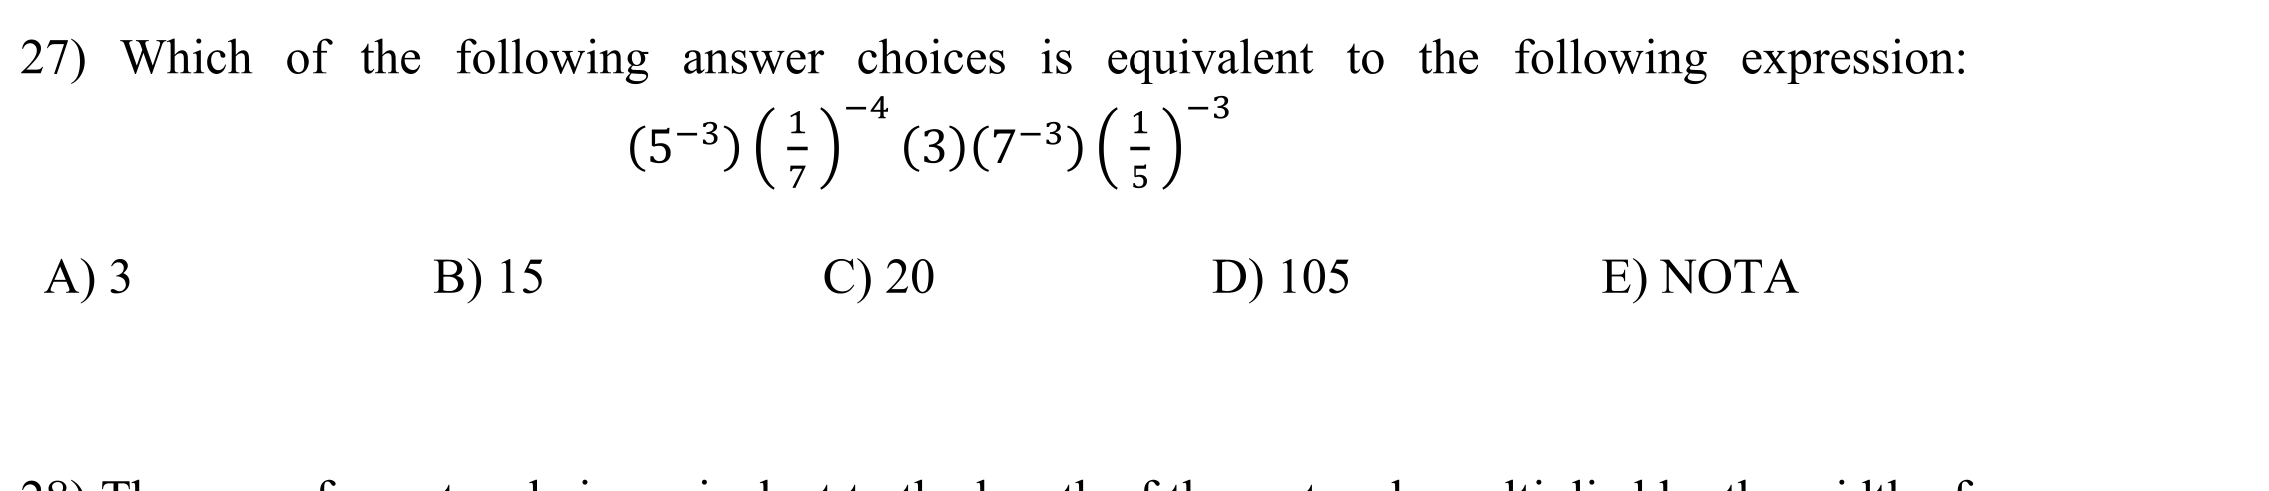 27) Which of the following answer choices is equivalent to the following expression:
(5⁻³)(1/7)⁻⁴(3)(7⁻³)(1/5)⁻³
A) 3 B) 15 C) 20 D) 105 E) NOTA